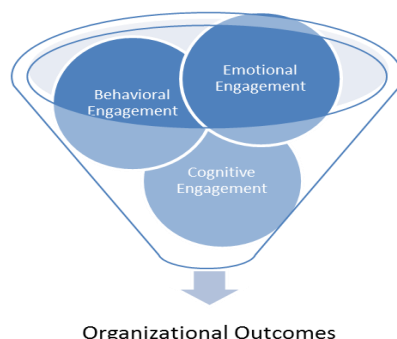 Emotional
Engagement
Behavioral
Engagement
Cognitive
Engagement
Organizational Outcomes